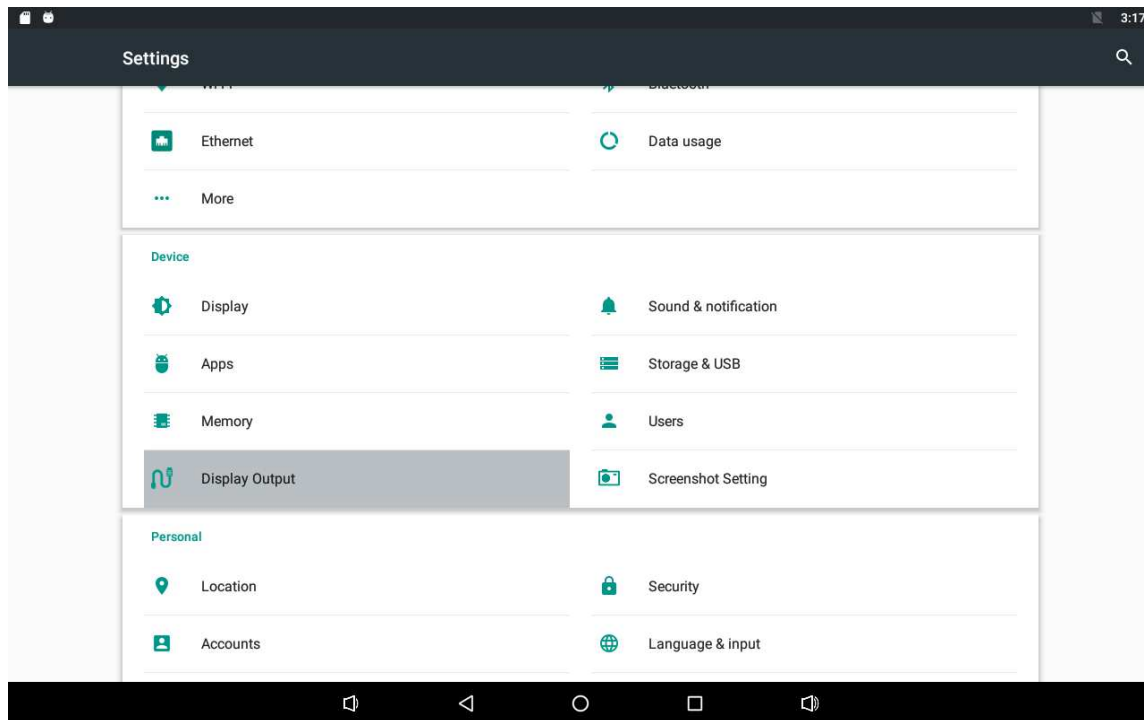 3:17
Settings
Bluetooth
Ethernet
Data usage
More
Device
Display
Sound & notification
Apps
Storage & USB
Memory
Users
Display Output
Screenshot Setting
Personal
Location
Security
Accounts
Language & input